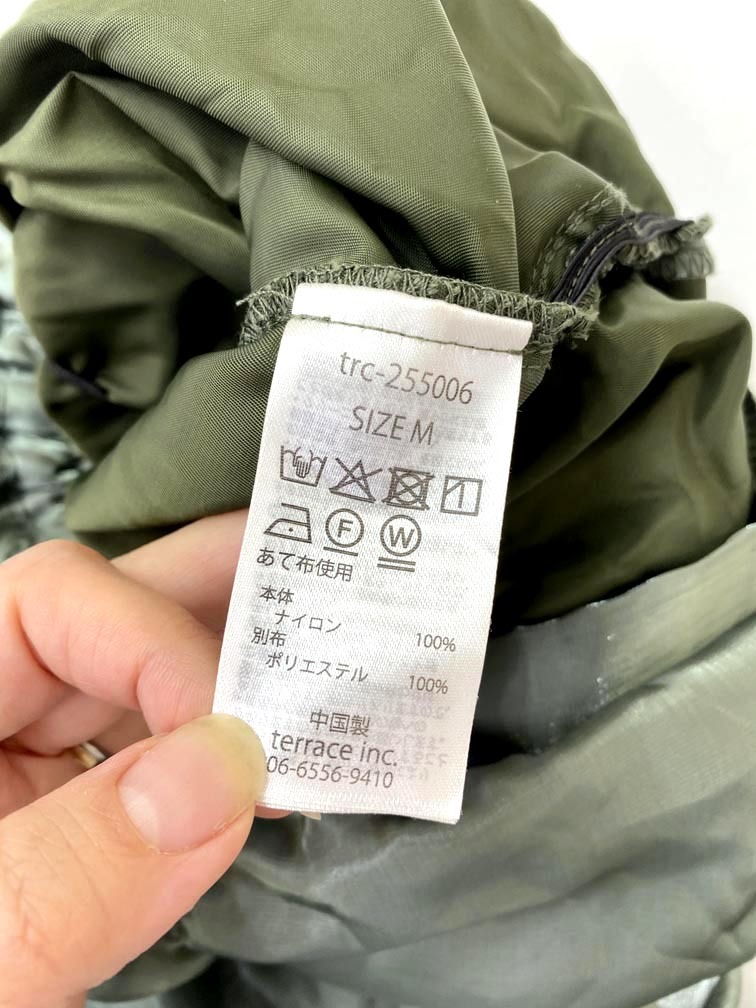 trc-255006
SIZE M
F W
あて布使用
本体
ナイロン 100%
別布
ポリエステル 100%
中国製
terrace inc.
06-6556-9410